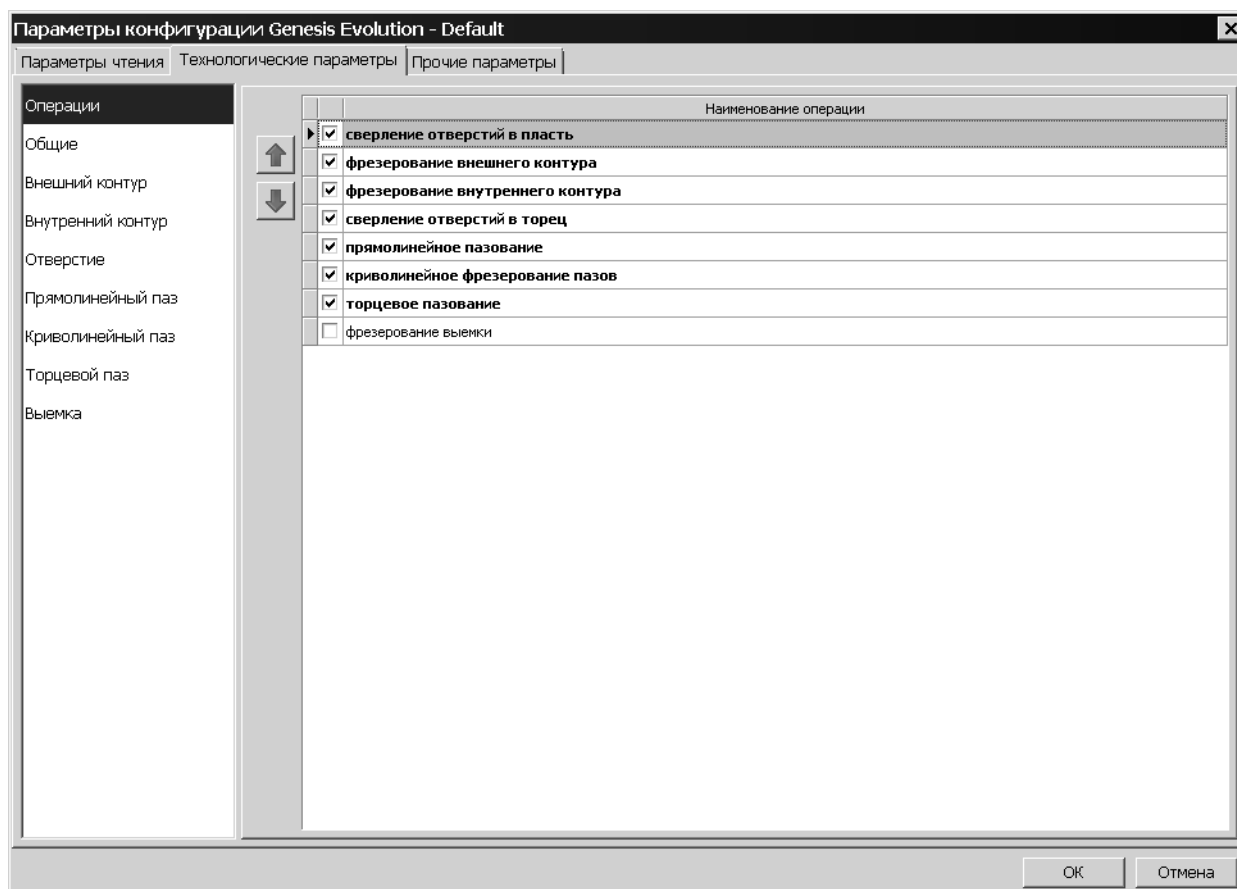 Параметры конфигурации Genesis Evolution - Default
Параметры чтения Технологические параметры Прочие параметры
Операции
Общие
Внешний контур
Внутренний контур
Отверстие
Прямолинейный паз
Криволинейный паз
Торцевой паз
Выемка
Наименование операции
сверление отверстий в пласть
фрезерование внешнего контура
фрезерование внутреннего контура
сверление отверстий в торец
прямолинейное пазование
криволинейное фрезерование пазов
торцевое пазование
фрезерование выемки
ОК Отмена